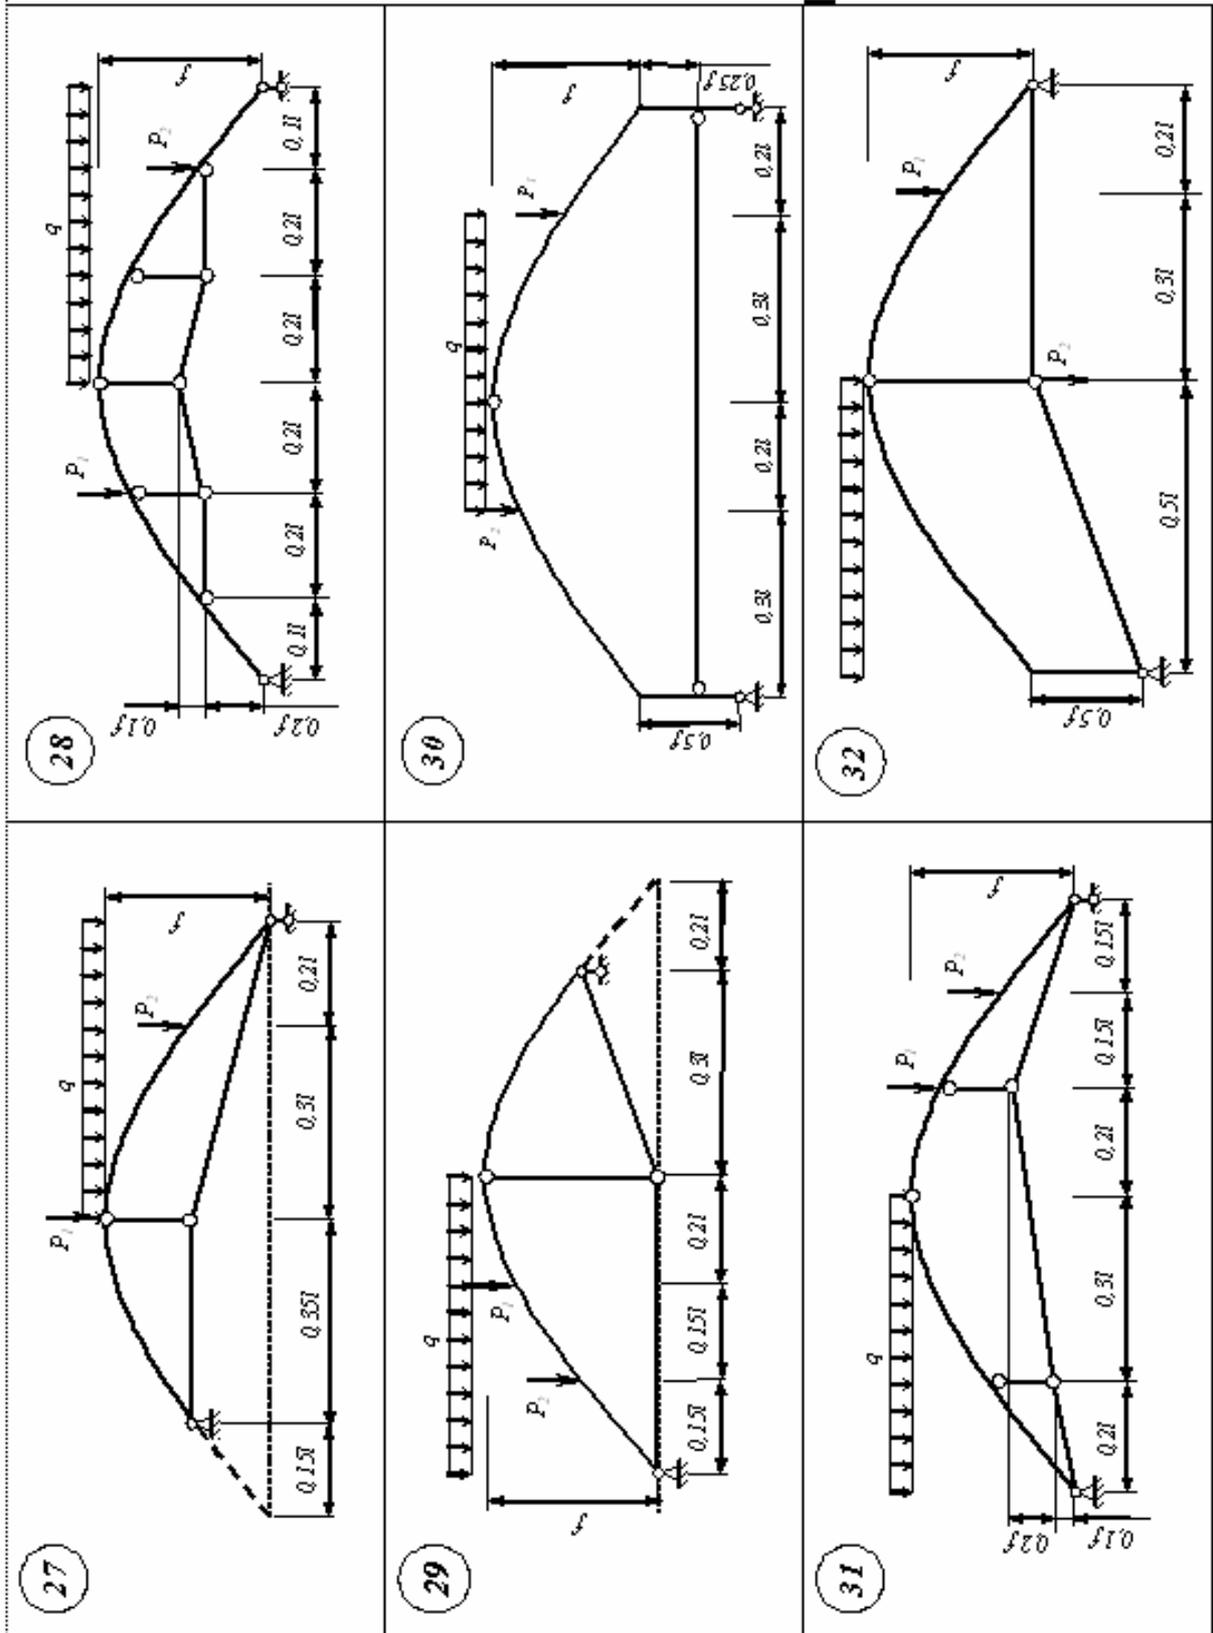 27
q
P₁
P₂
f
0,15l 0,35l 0,3l 0,2l
28
q
P₁
P₂
f
0,1f
0,2f
0,1l 0,2l 0,2l 0,2l 0,2l 0,1l
29
q
P₁
P₂
f
0,15l 0,15l 0,2l 0,3l 0,2l
30
q
P₂
P₁
f
0,25f
0,5f
0,3l 0,2l 0,3l 0,2l
31
q
P₁
P₂
f
0,2f
0,1f
0,2l 0,3l 0,2l 0,15l 0,15l
32
f
P₁
P₂
0,5f
0,5l 0,3l 0,2l